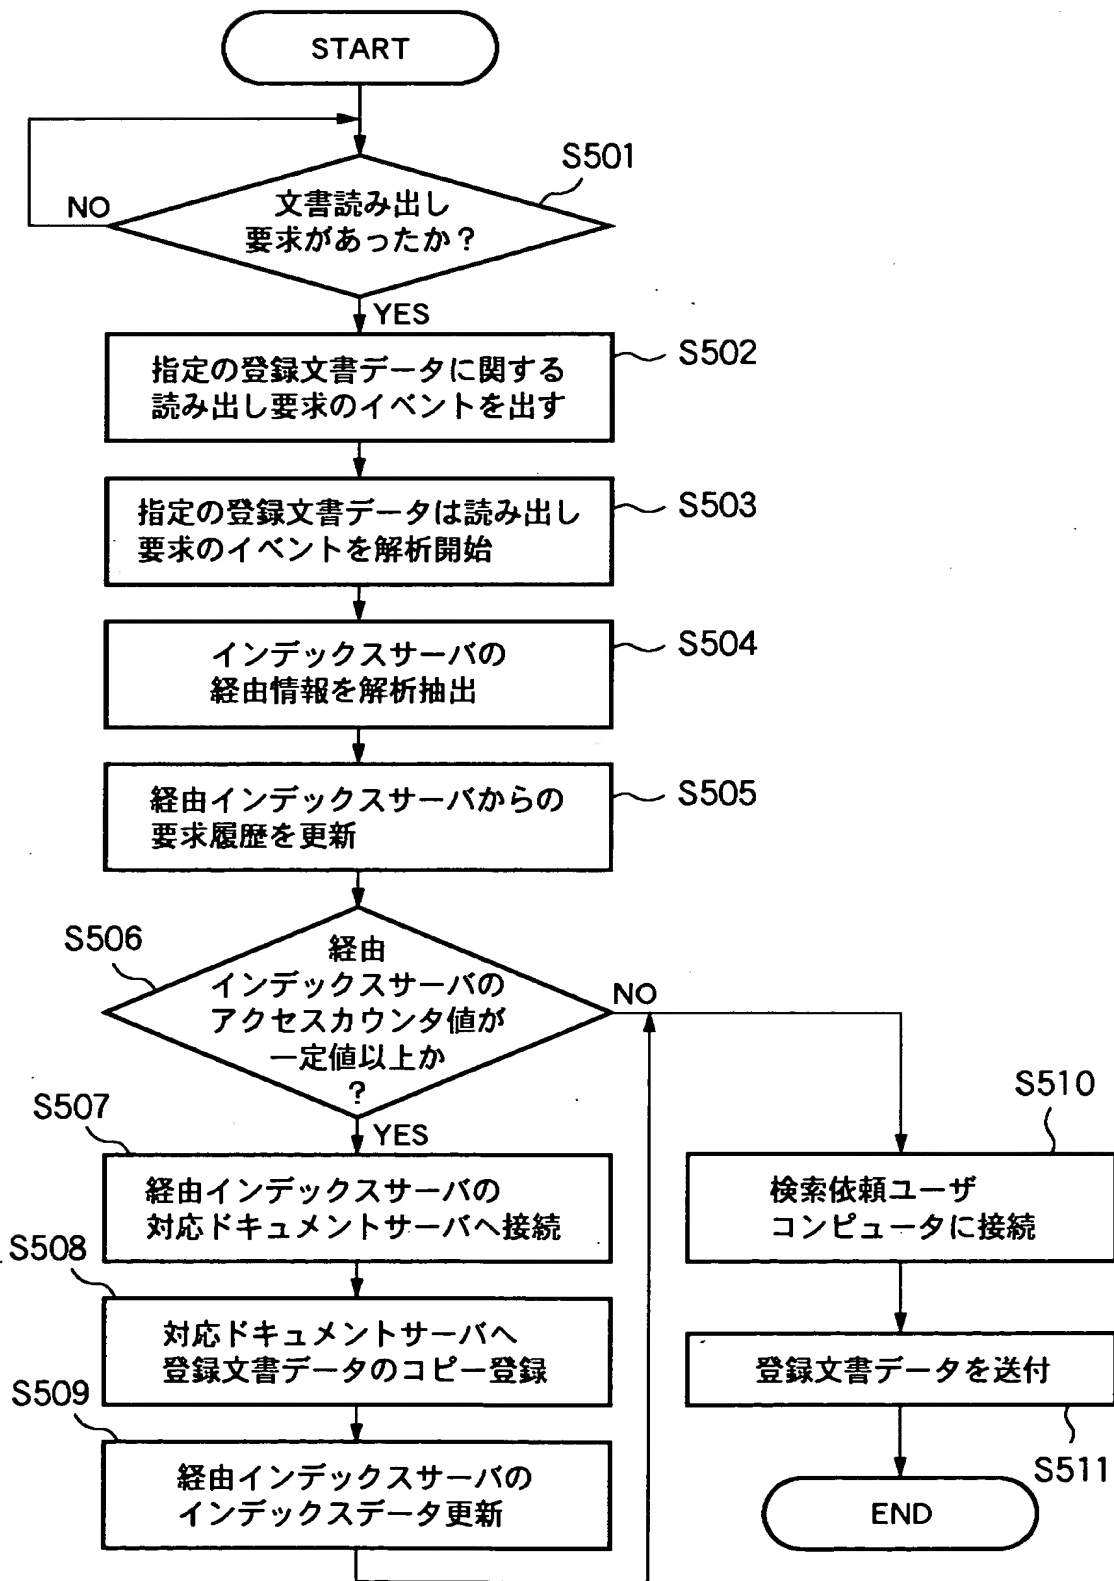 START
S501
文書読み出し
要求があったか？
NO
YES
S502
指定の登録文書データに関する
読み出し要求のイベントを出す
S503
指定の登録文書データは読み出し
要求のイベントを解析開始
S504
インデックスサーバの
経由情報を解析抽出
S505
経由インデックスサーバからの
要求履歴を更新
S506
経由
インデックスサーバの
アクセスカウンタ値が
一定値以上か
？
NO
YES
S507
経由インデックスサーバの
対応ドキュメントサーバへ接続
S508
対応ドキュメントサーバへ
登録文書データのコピー登録
S509
経由インデックスサーバの
インデックスデータ更新
S510
検索依頼ユーザ
コンピュータに接続
登録文書データを送付
S511
END